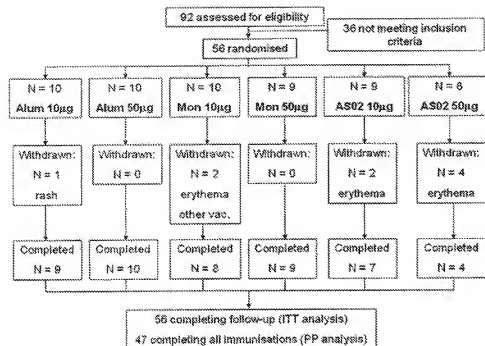 92 assessed for eligibility
36 not meeting inclusion
criteria
56 randomised
N = 10
Alum 10µg
N = 10
Alum 50µg
N = 10
Mon 10µg
N = 9
Mon 50µg
N = 9
AS02 10µg
N = 8
AS02 50µg
Withdrawn:
N = 1
rash
Withdrawn:
N = 0
Withdrawn:
N = 2
erythema
other vac.
Withdrawn:
N = 0
Withdrawn:
N = 2
erythema
Withdrawn:
N = 4
erythema
Completed
N = 9
Completed
N = 10
Completed
N = 8
Completed
N = 9
Completed
N = 7
Completed
N = 4
56 completing follow-up (ITT analysis)
47 completing all immunisations (PP analysis)